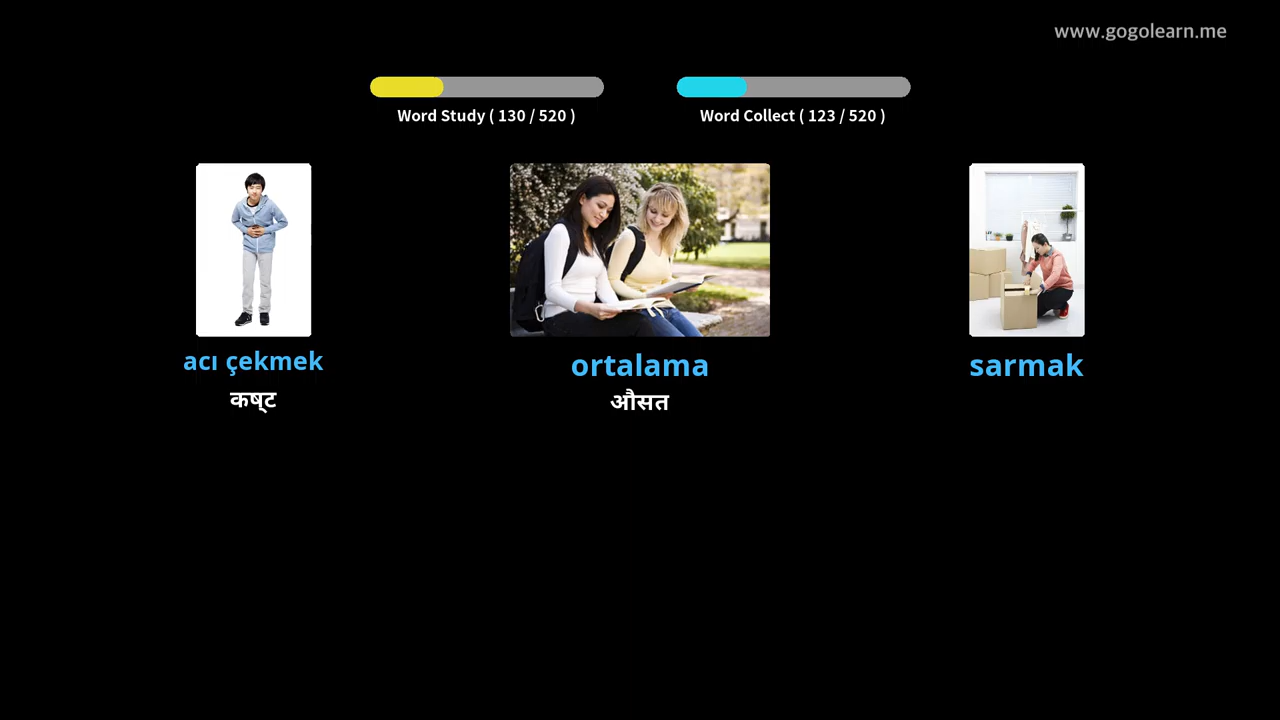 www.gogolearn.me
Word Study ( 130 / 520 )
Word Collect ( 123 / 520 )
acı çekmek
कष्ट
ortalama
औसत
sarmak